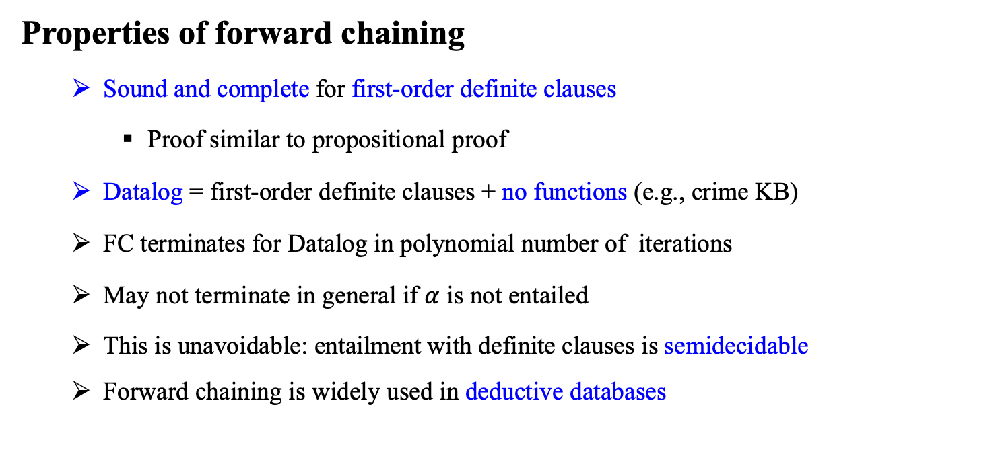 Properties of forward chaining
➢ Sound and complete for first-order definite clauses
▪ Proof similar to propositional proof
➢ Datalog = first-order definite clauses + no functions (e.g., crime KB)
➢ FC terminates for Datalog in polynomial number of iterations
➢ May not terminate in general if α is not entailed
➢ This is unavoidable: entailment with definite clauses is semidecidable
➢ Forward chaining is widely used in deductive databases